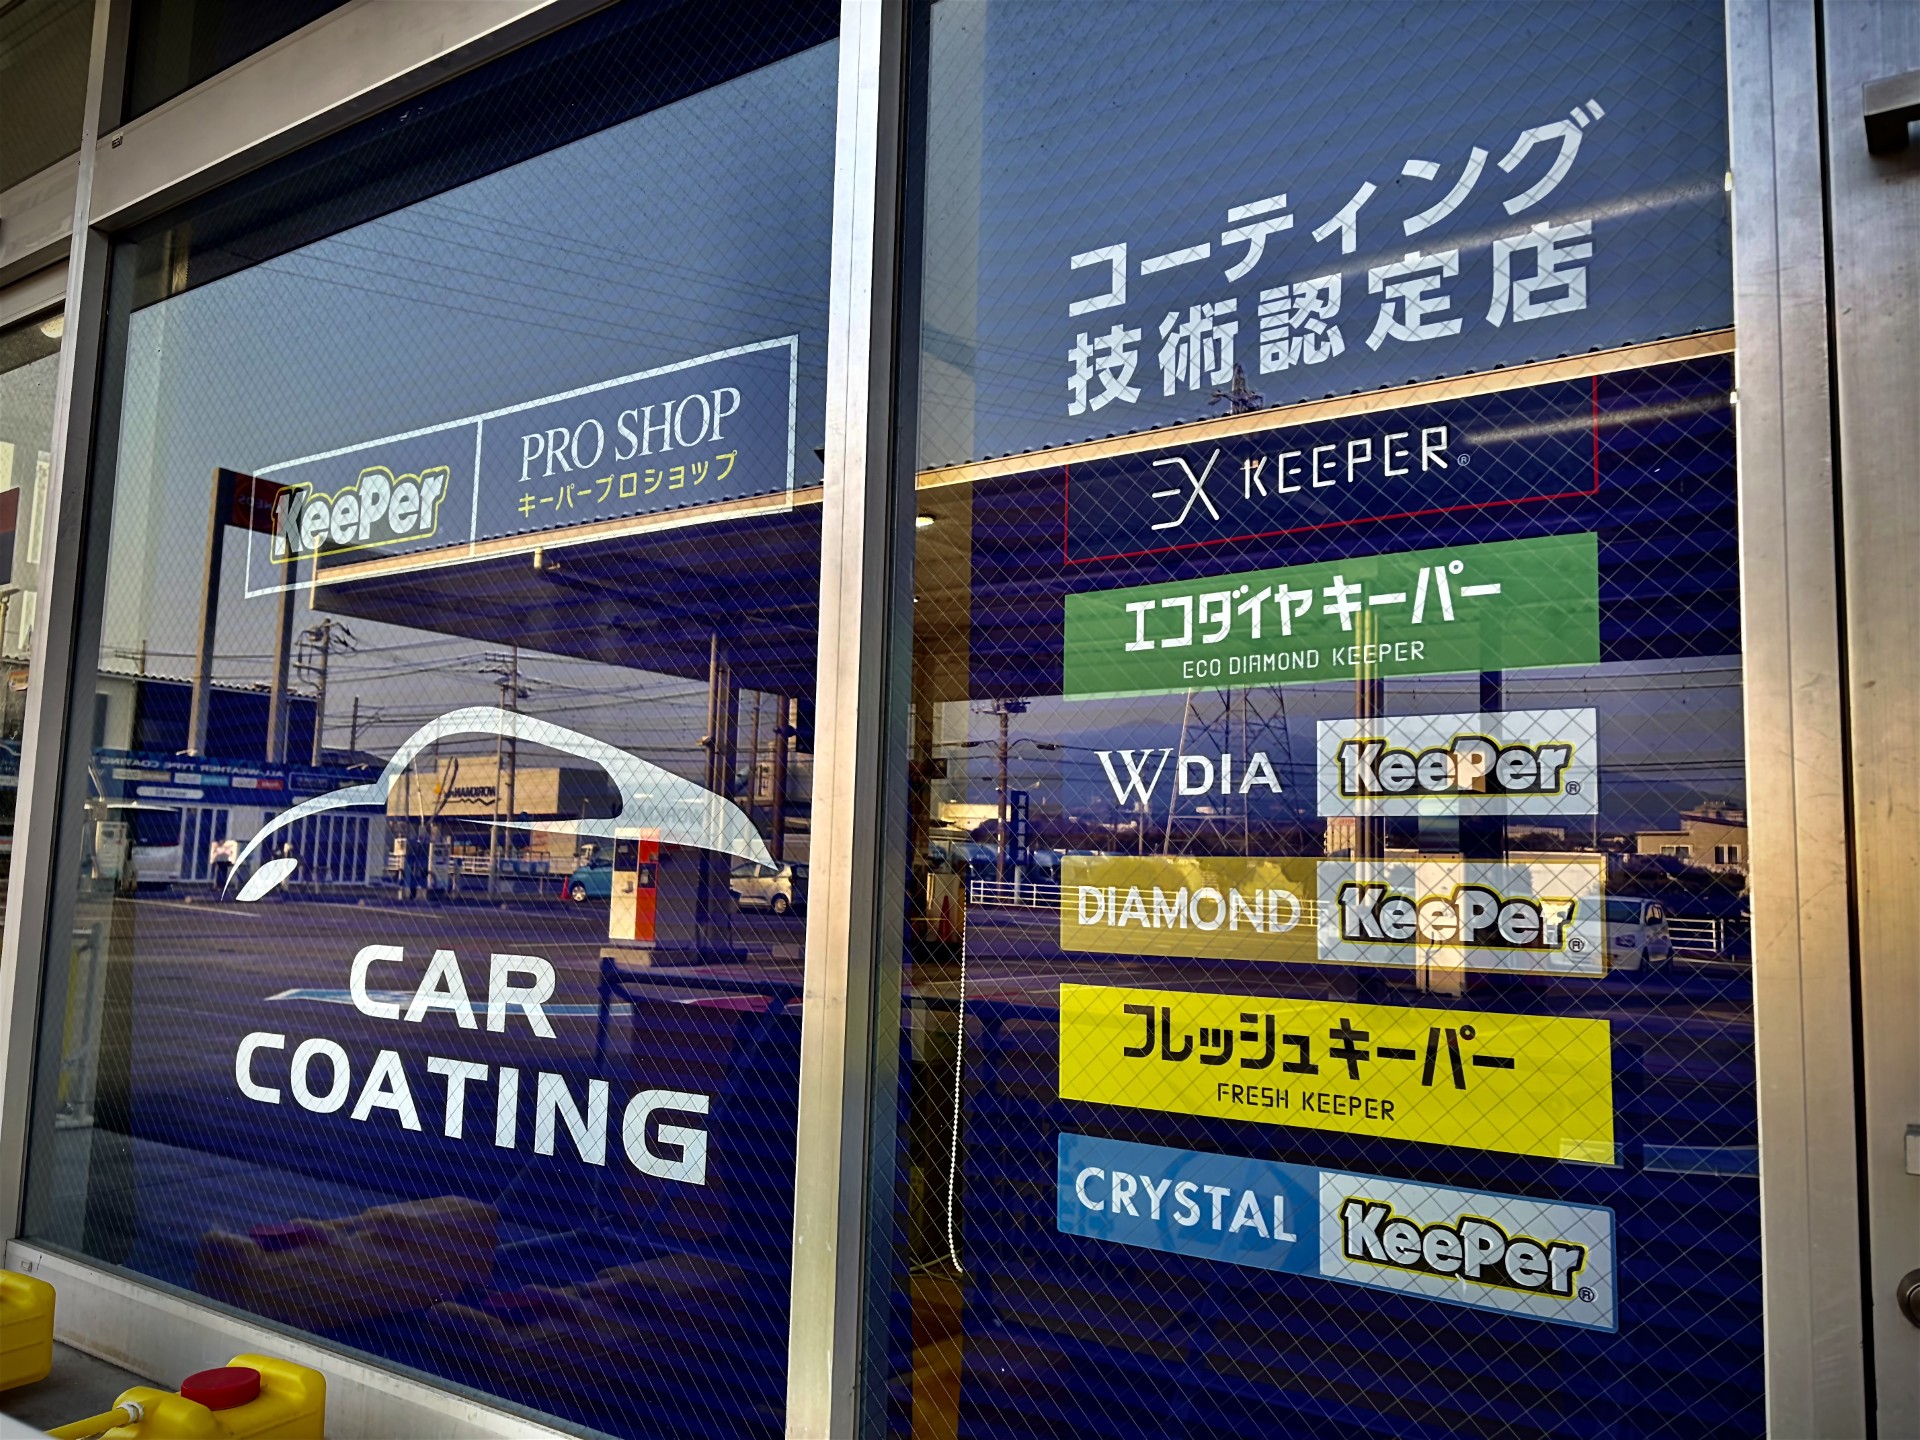 KeePer
PRO SHOP
キーパープロショップ
CAR
COATING
コーティング
技術認定店
EX KEEPER®
エコダイヤキーパー
ECO DIAMOND KEEPER
W DIA KeePer®
DIAMOND KeePer®
フレッシュキーパー
FRESH KEEPER
CRYSTAL KeePer®